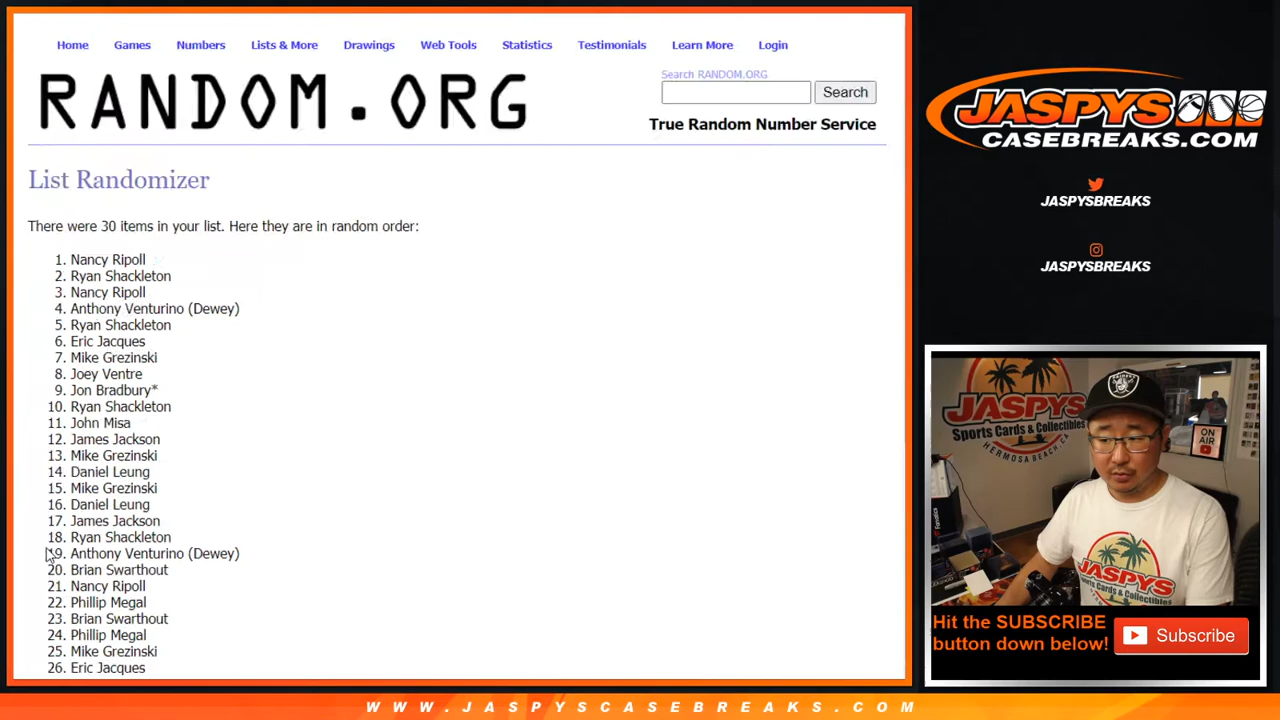 Home Games Numbers Lists & More Drawings Web Tools Statistics Testimonials Learn More Login
RANDOM.ORG
Search RANDOM.ORG
Search
True Random Number Service
List Randomizer
There were 30 items in your list. Here they are in random order:
1. Nancy Ripoll
2. Ryan Shackleton
3. Nancy Ripoll
4. Anthony Venturino (Dewey)
5. Ryan Shackleton
6. Eric Jacques
7. Mike Grezinski
8. Joey Ventre
9. Jon Bradbury*
10. Ryan Shackleton
11. John Misa
12. James Jackson
13. Mike Grezinski
14. Daniel Leung
15. Mike Grezinski
16. Daniel Leung
17. James Jackson
18. Ryan Shackleton
19. Anthony Venturino (Dewey)
20. Brian Swarthout
21. Nancy Ripoll
22. Phillip Megal
23. Brian Swarthout
24. Phillip Megal
25. Mike Grezinski
26. Eric Jacques
JASPYS
CASEBREAKS.COM
JASPYSBREAKS
JASPYSBREAKS
JASPYS
Sports Cards & Collectibles
HERMOSA BEACH, CA
ON
AIR
Fanatics
JASPYS
Hit the SUBSCRIBE
button down below!
Subscribe
WWW.JASPYSCASEBREAKS.COM